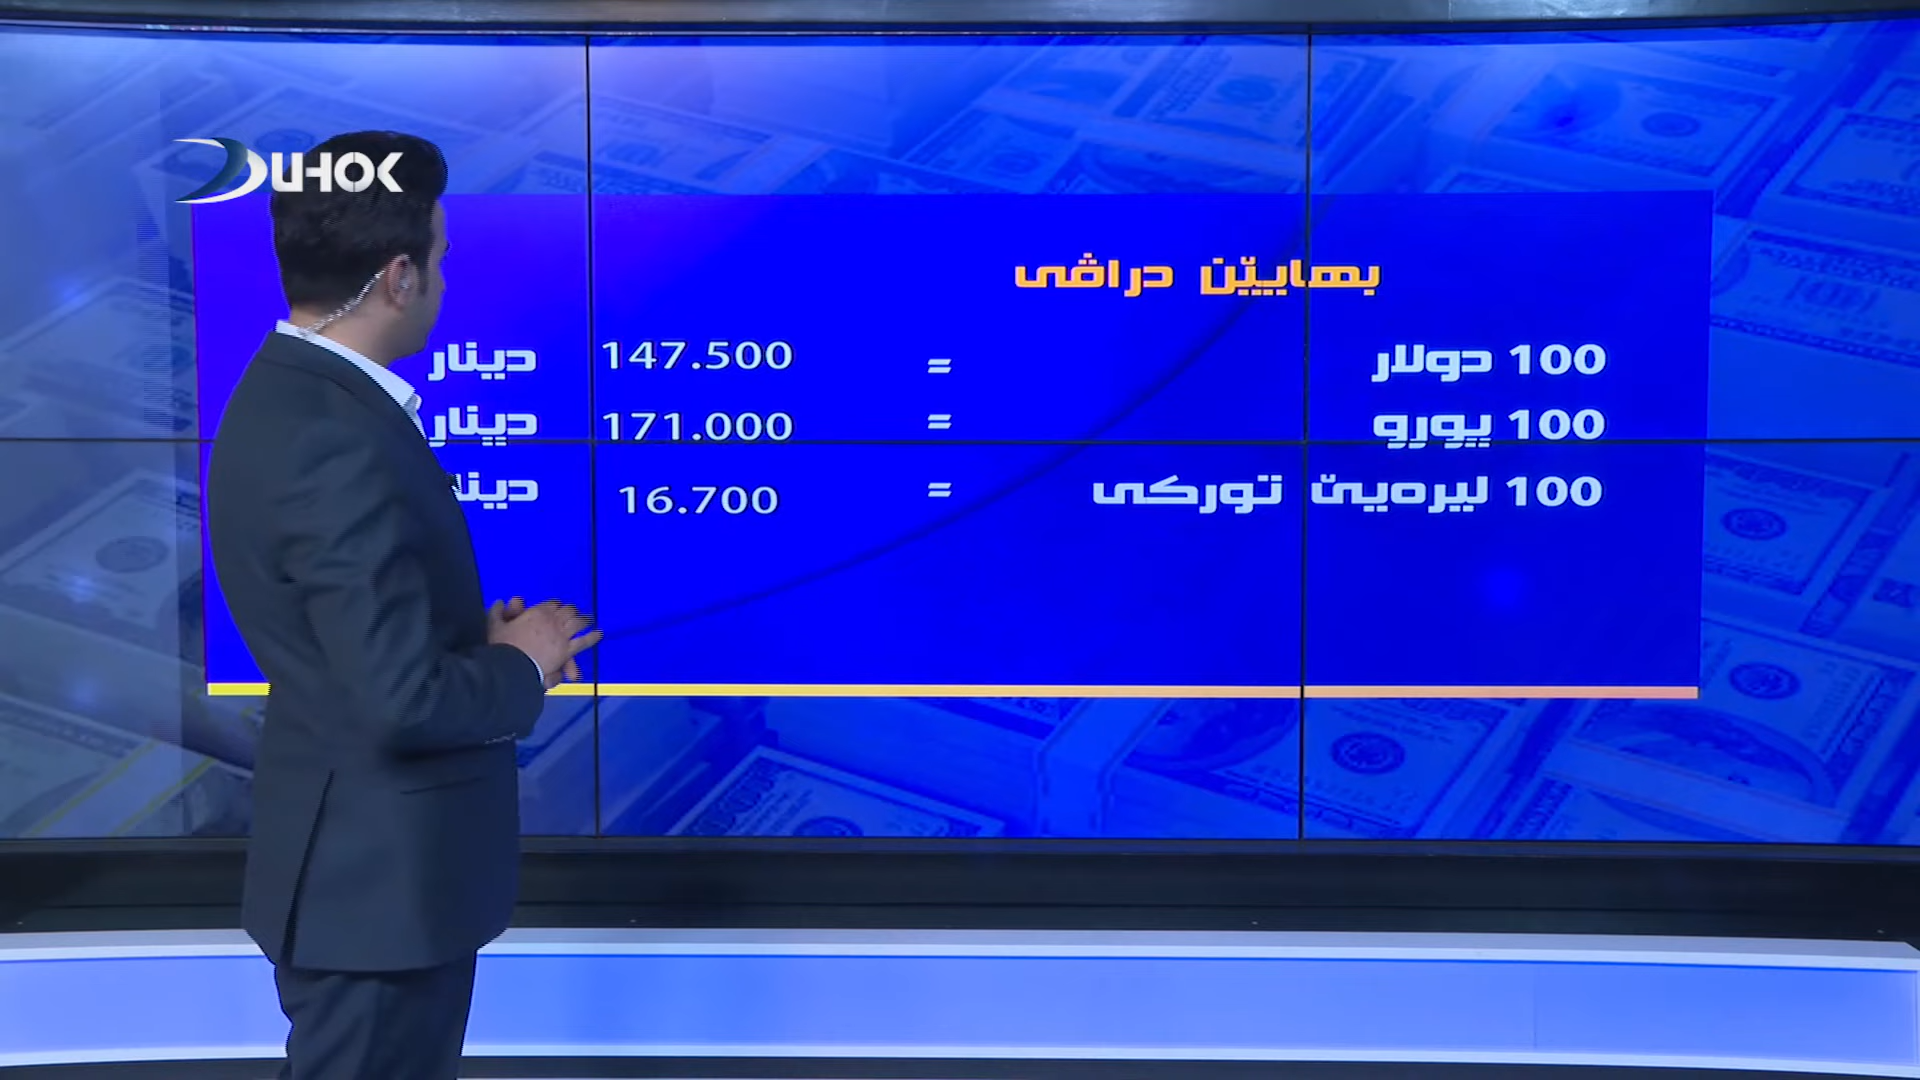 DUHOK
بهایێن دراڤی
100 دولار = 147.500 دینار
100 یورو = 171.000 دینار
100 لیرەیێ تورکی = 16.700